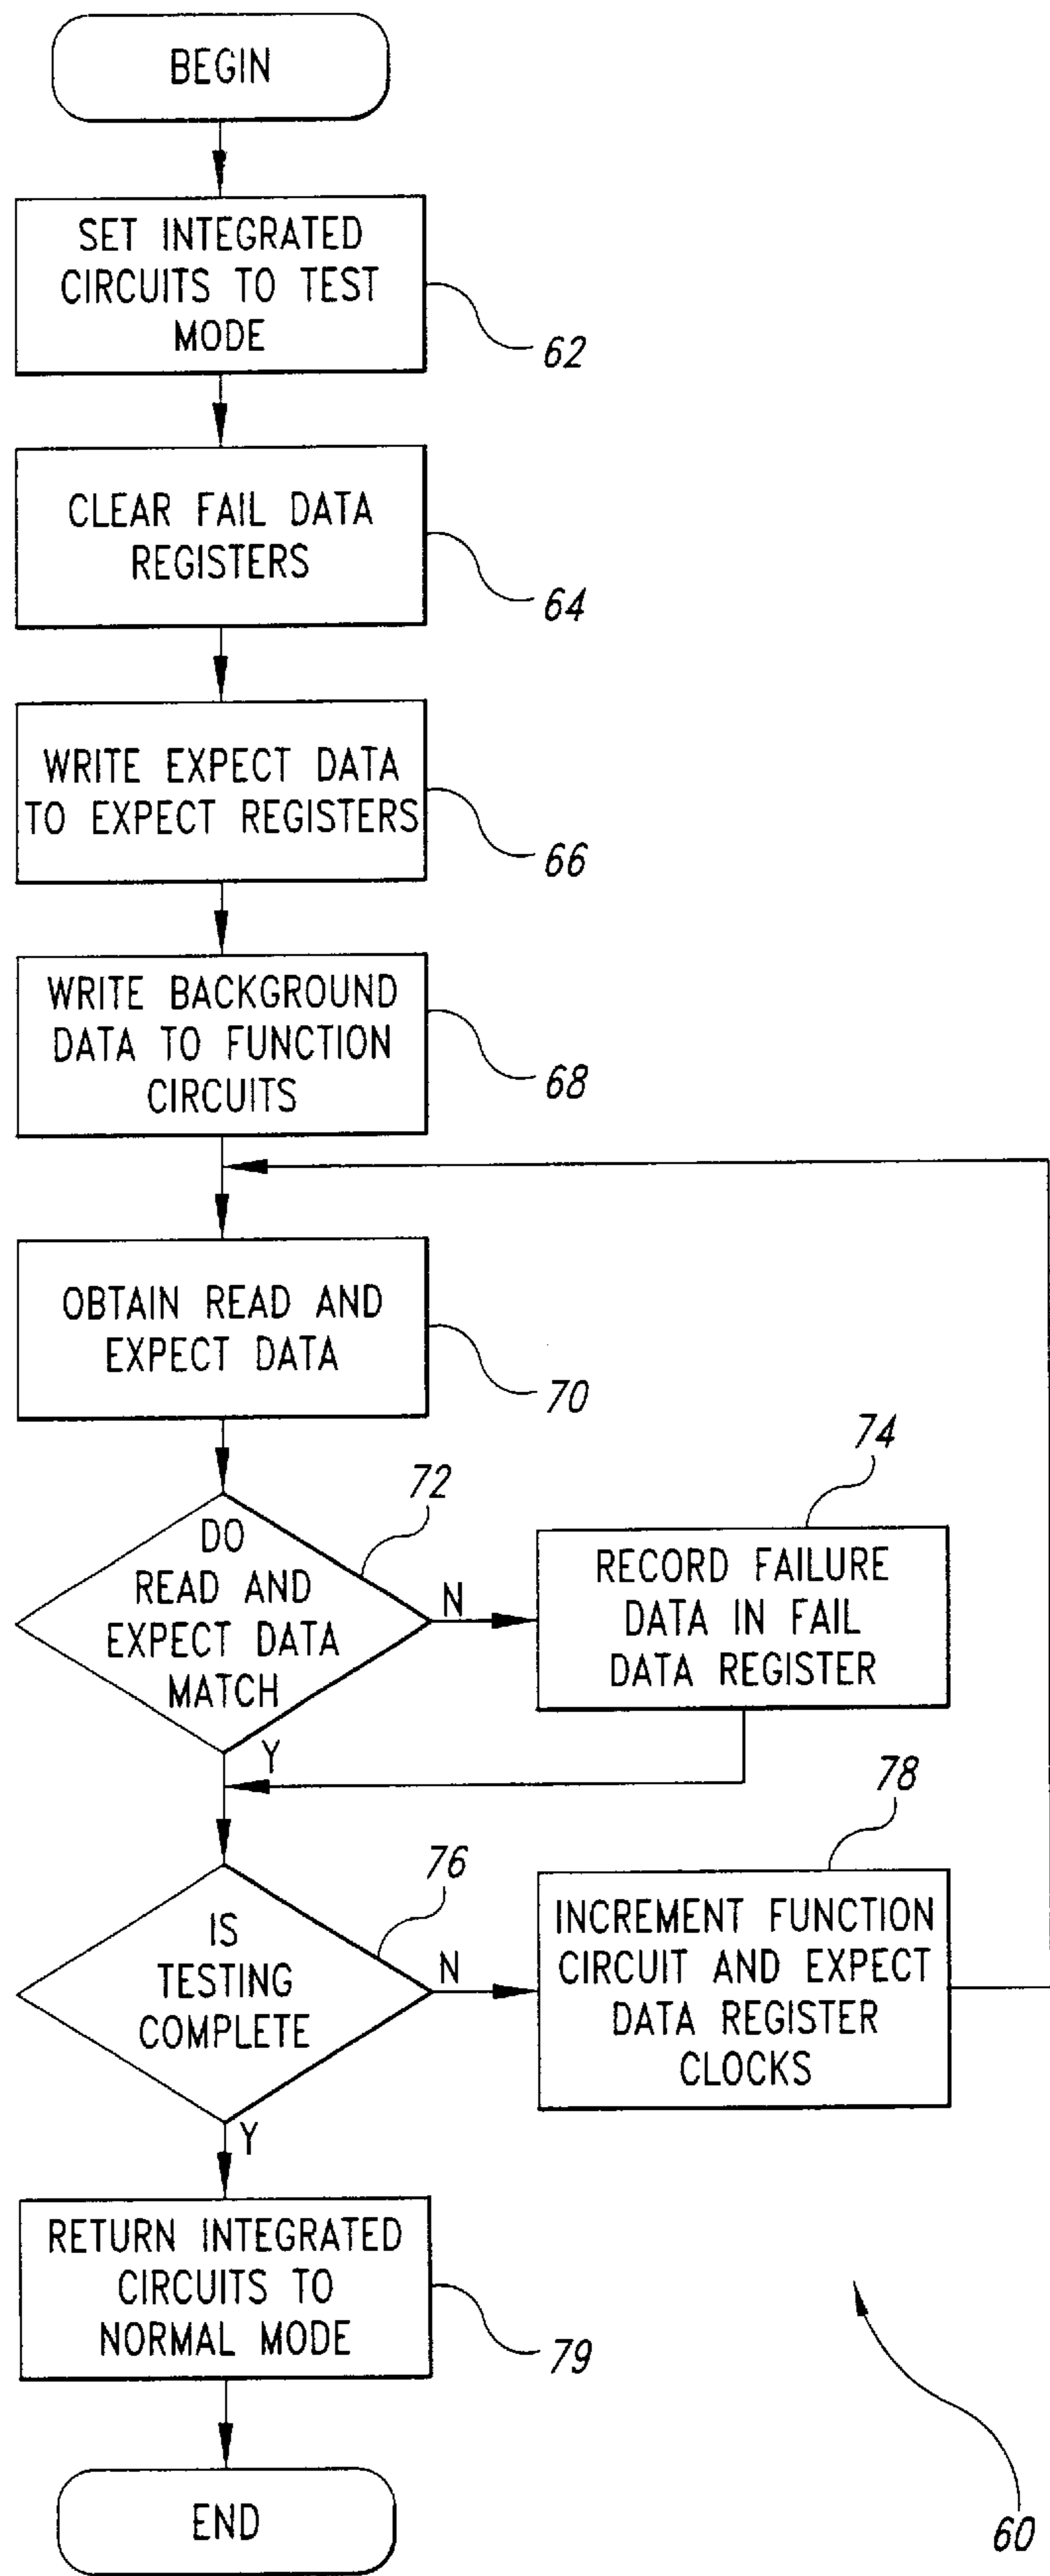 BEGIN
SET INTEGRATED
CIRCUITS TO TEST
MODE
62
CLEAR FAIL DATA
REGISTERS
64
WRITE EXPECT DATA
TO EXPECT REGISTERS
66
WRITE BACKGROUND
DATA TO FUNCTION
CIRCUITS
68
OBTAIN READ AND
EXPECT DATA
70
DO
READ AND
EXPECT DATA
MATCH
72
N
Y
74
RECORD FAILURE
DATA IN FAIL
DATA REGISTER
IS
TESTING
COMPLETE
76
N
Y
78
INCREMENT FUNCTION
CIRCUIT AND EXPECT
DATA REGISTER
CLOCKS
RETURN INTEGRATED
CIRCUITS TO
NORMAL MODE
79
END
60